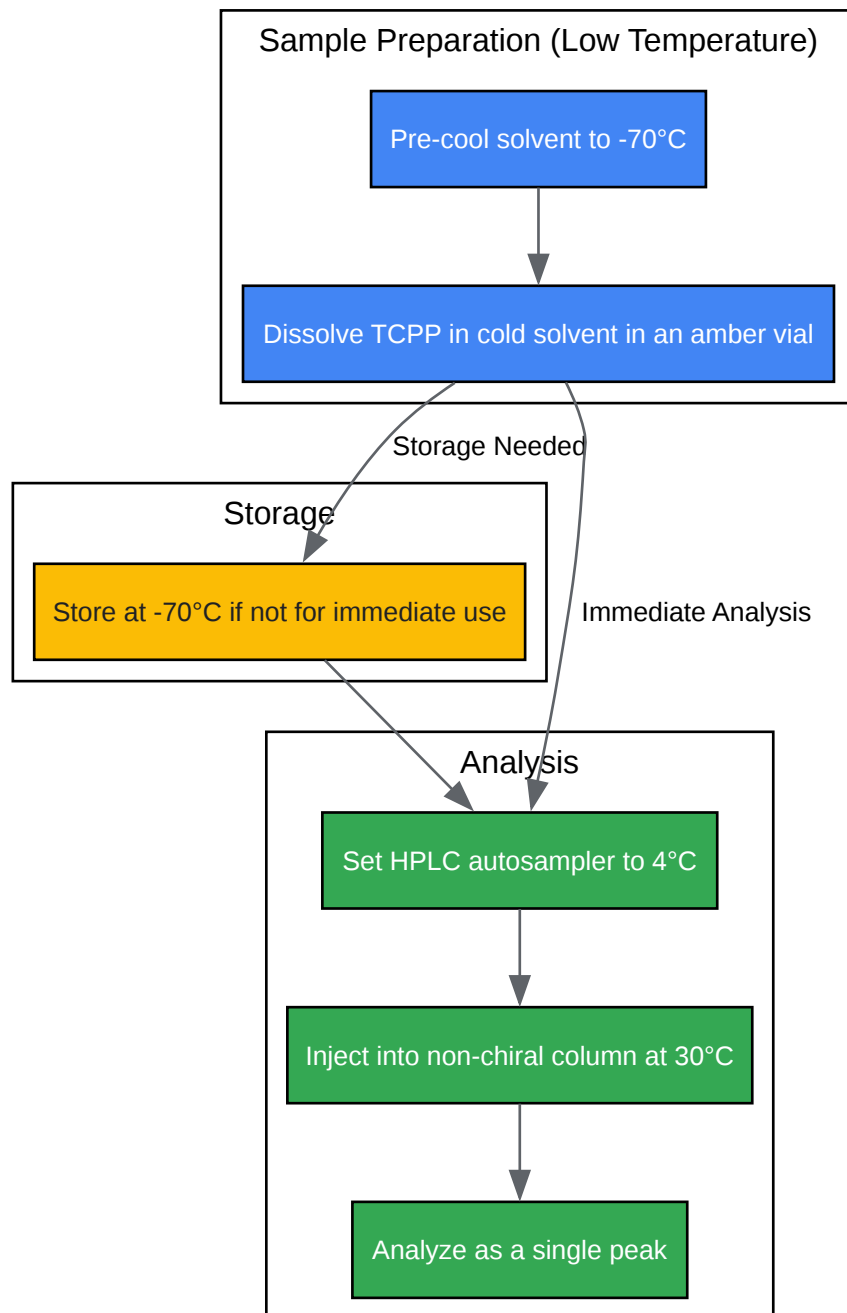 Sample Preparation (Low Temperature)
Pre-cool solvent to -70°C
Dissolve TCPP in cold solvent in an amber vial
Storage Needed
Storage
Store at -70°C if not for immediate use
Immediate Analysis
Analysis
Set HPLC autosampler to 4°C
Inject into non-chiral column at 30°C
Analyze as a single peak